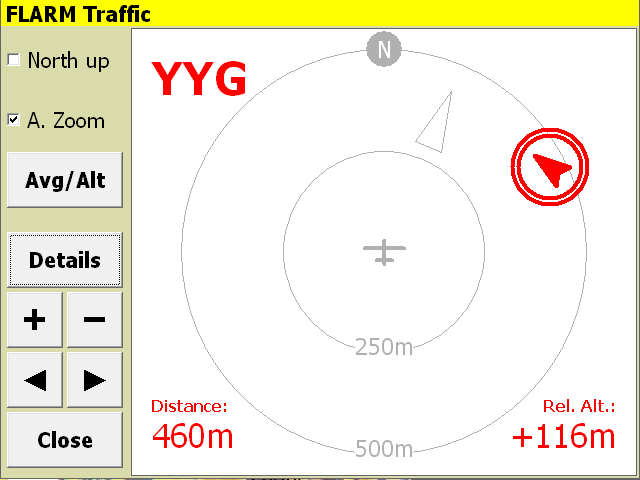 FLARM Traffic
North up
A. Zoom
Avg/Alt
Details
+ −
Close
YYG
N
250m
500m
Distance:
460m
Rel. Alt.:
+116m